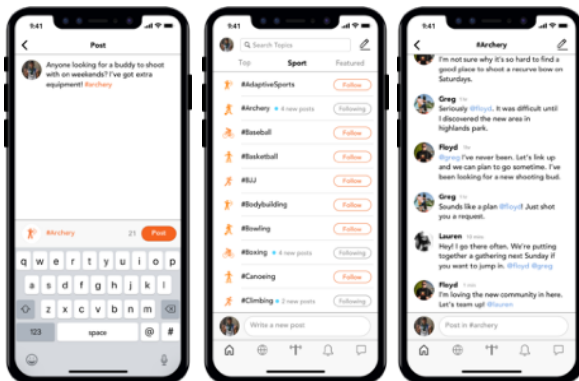 9:41
Post
Anyone looking for a buddy to shoot
with on weekends? I've got extra
equipment! #archery
#Archery 21 Post
q w e r t y u i o p
a s d f g h j k l
z x c v b n m
123 space @ #
9:41
Search Topics
Top Sport Featured
#AdaptiveSports Follow
#Archery 4 new posts Following
#Baseball Follow
#Basketball Follow
#BJJ Follow
#Bodybuilding Follow
#Bowling Follow
#Boxing 4 new posts Following
#Canoeing Follow
#Climbing 2 new posts Following
Write a new post
9:41
#Archery
I'm not sure why it's so hard to find a
good place to shoot a recurve bow on
Saturdays.
Greg
Seriously @floyd. It was difficult until
I discovered the new area in
highlands park.
Floyd
@greg I've never been. Let's link up
and we can plan to go sometime. I've
been looking for a new shooting bud.
Greg
Sounds like a plan @floyd! Just shot
you a request.
Lauren 10 mins
Hey! I go there often. We're putting
together a gathering next Sunday if
you want to jump in. @floyd @greg
Floyd 1 min
I'm loving the new community in here.
Let's team up! @lauren
Post in #archery